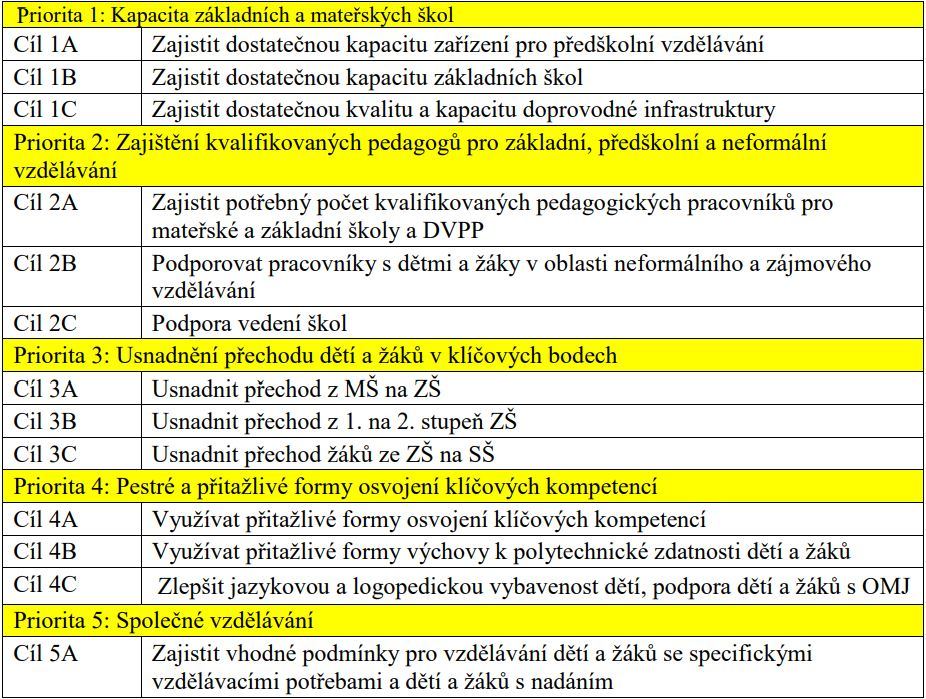 Priorita 1: Kapacita základních a mateřských škol
Cíl 1A Zajistit dostatečnou kapacitu zařízení pro předškolní vzdělávání
Cíl 1B Zajistit dostatečnou kapacitu základních škol
Cíl 1C Zajistit dostatečnou kvalitu a kapacitu doprovodné infrastruktury
Priorita 2: Zajištění kvalifikovaných pedagogů pro základní, předškolní a neformální
vzdělávání
Cíl 2A Zajistit potřebný počet kvalifikovaných pedagogických pracovníků pro
mateřské a základní školy a DVPP
Cíl 2B Podporovat pracovníky s dětmi a žáky v oblasti neformálního a zájmového
vzdělávání
Cil 2C Podpora vedení škol
Priorita 3: Usnadnění přechodu dětí a žáků v klíčových bodech
Cíl 3A Usnadnit přechod z MŠ na ZŠ
Cil 3B Usnadnit přechod z 1. na 2. stupeň ZŠ
Cíl 3C Usnadnit přechod žáků ze ZŠ na SŠ
Priorita 4: Pestré a přitažlivé formy osvojení klíčových kompetencí
Cíl 4A Využívat přitažlivé formy osvojení klíčových kompetencí
Cíl 4B Využívat přitažlivé formy výchovy k polytechnické zdatnosti dětí a žáků
Cíl 4C Zlepšit jazykovou a logopedickou vybavenost dětí, podpora dětí a žáků s OMJ
Priorita 5: Společné vzdělávání
Cíl 5A Zajistit vhodné podmínky pro vzdělávání dětí a žáků se specifickými
vzdělávacími potřebami a dětí a žáků s nadáním